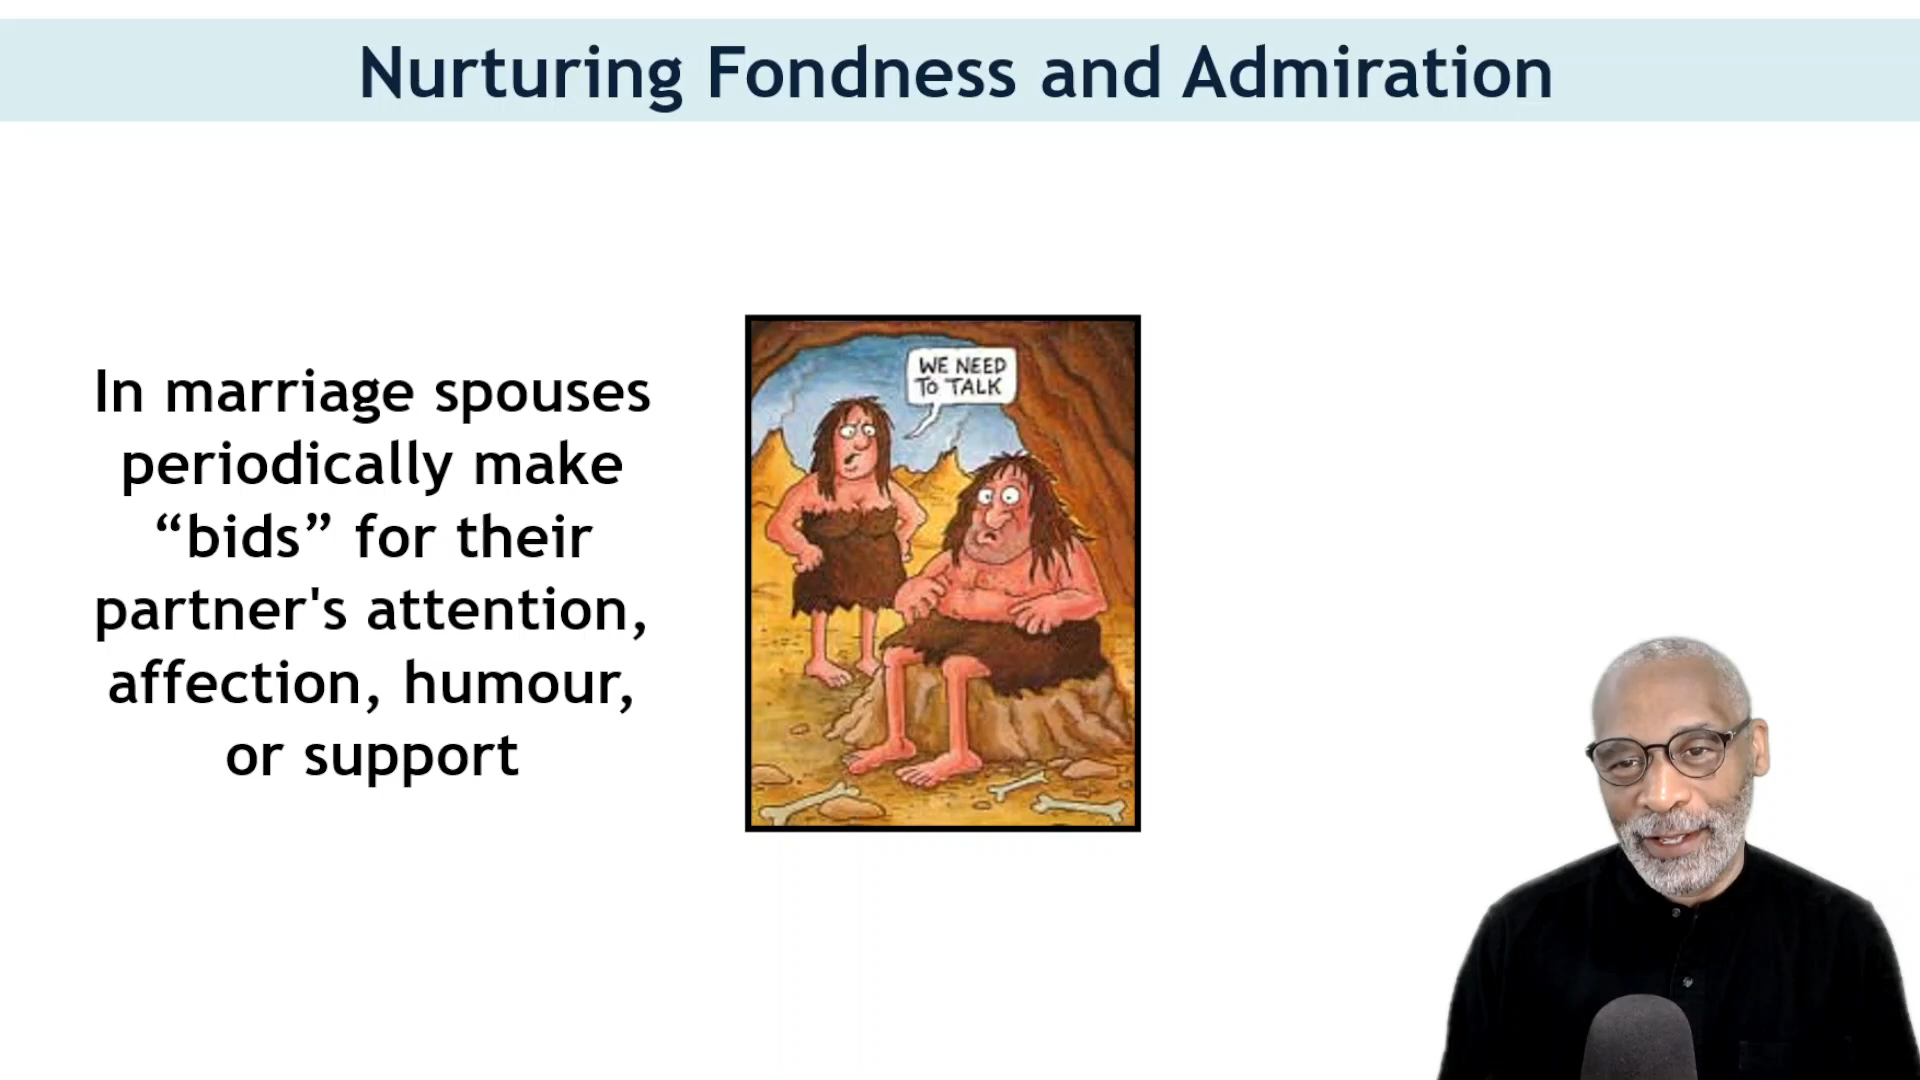 Nurturing Fondness and Admiration
In marriage spouses
periodically make
“bids” for their
partner's attention,
affection, humour,
or support
WE NEED
TO TALK